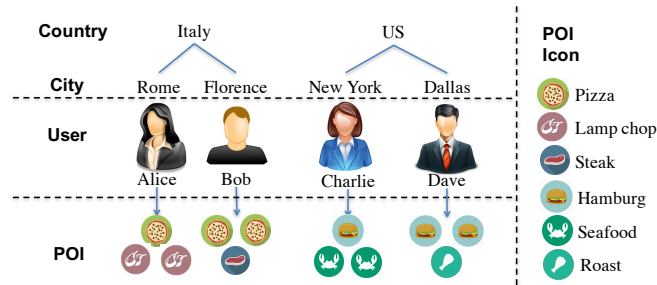 Country Italy US
City Rome Florence New York Dallas
User
Alice Bob Charlie Dave
POI
POI
Icon
Pizza
Lamp chop
Steak
Hamburg
Seafood
Roast